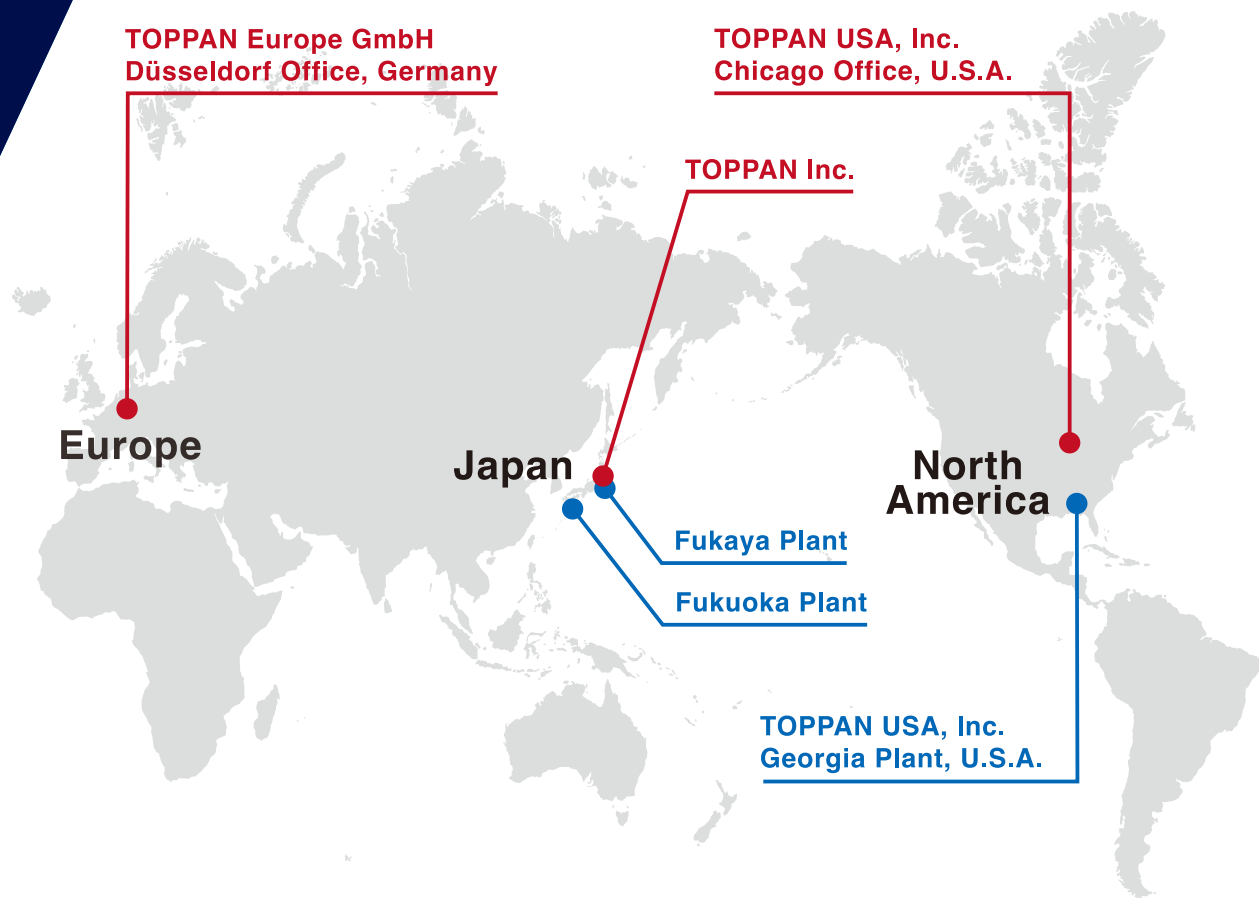 TOPPAN Europe GmbH
Düsseldorf Office, Germany
TOPPAN USA, Inc.
Chicago Office, U.S.A.
TOPPAN Inc.
Europe
Japan
North
America
Fukaya Plant
Fukuoka Plant
TOPPAN USA, Inc.
Georgia Plant, U.S.A.